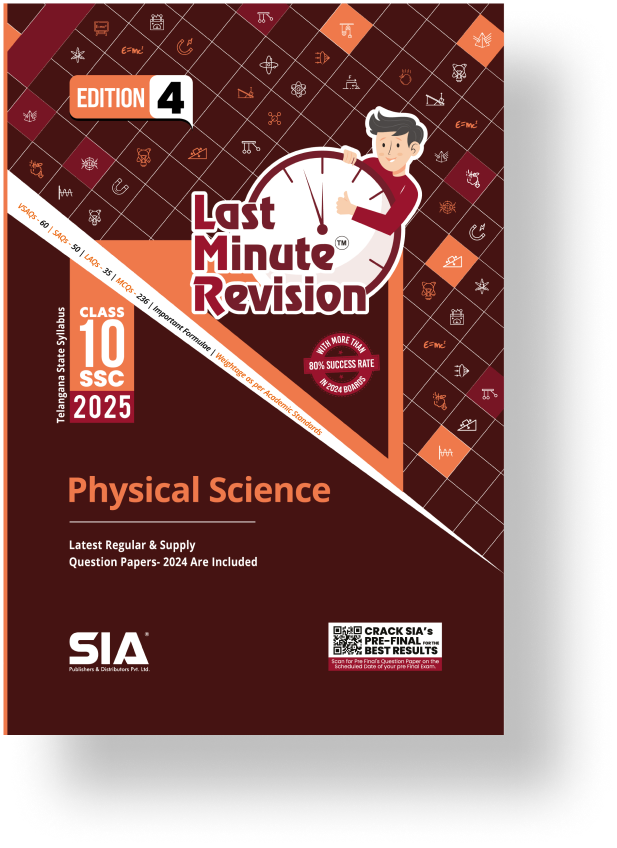 EDITION 4
E=mc²
E=mc²
Last
Minute™
Revision
VSAQs - 60 | SAQs - 50 | LAQs - 35 | MCQs - 236 | Important Formulae | Weightage as per Academic Standards
Telangana State Syllabus
CLASS
10
SSC
2025
WITH MORE THAN
80% SUCCESS RATE
IN 2024 BOARDS
E=mc²
Physical Science
Latest Regular & Supply
Question Papers- 2024 Are Included
SIA®
Publishers & Distributors Pvt. Ltd.
CRACK SIA's
PRE-FINAL FOR THE
BEST RESULTS
Scan for Pre Final's Question Paper on the
Scheduled Date of your pre Final Exam.